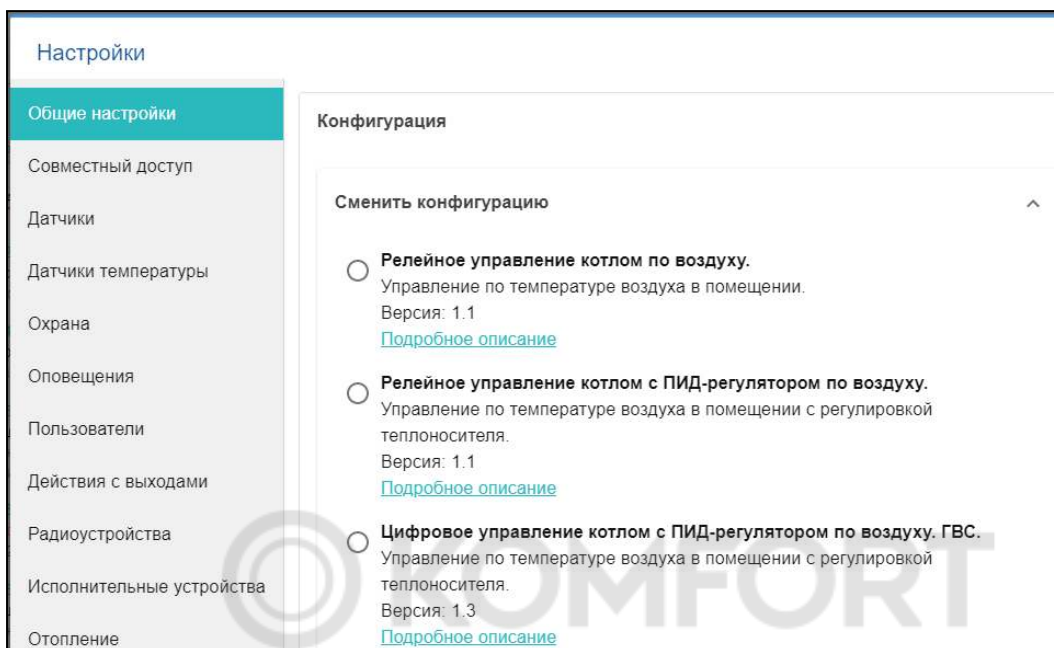 Настройки
Общие настройки
Совместный доступ
Датчики
Датчики температуры
Охрана
Оповещения
Пользователи
Действия с выходами
Радиоустройства
Исполнительные устройства
Отопление
Конфигурация
Сменить конфигурацию
Релейное управление котлом по воздуху.
Управление по температуре воздуха в помещении.
Версия: 1.1
Подробное описание
Релейное управление котлом с ПИД-регулятором по воздуху.
Управление по температуре воздуха в помещении с регулировкой
теплоносителя.
Версия: 1.1
Подробное описание
Цифровое управление котлом с ПИД-регулятором по воздуху. ГВС.
Управление по температуре воздуха в помещении с регулировкой
теплоносителя.
Версия: 1.3
Подробное описание
KOMFORT